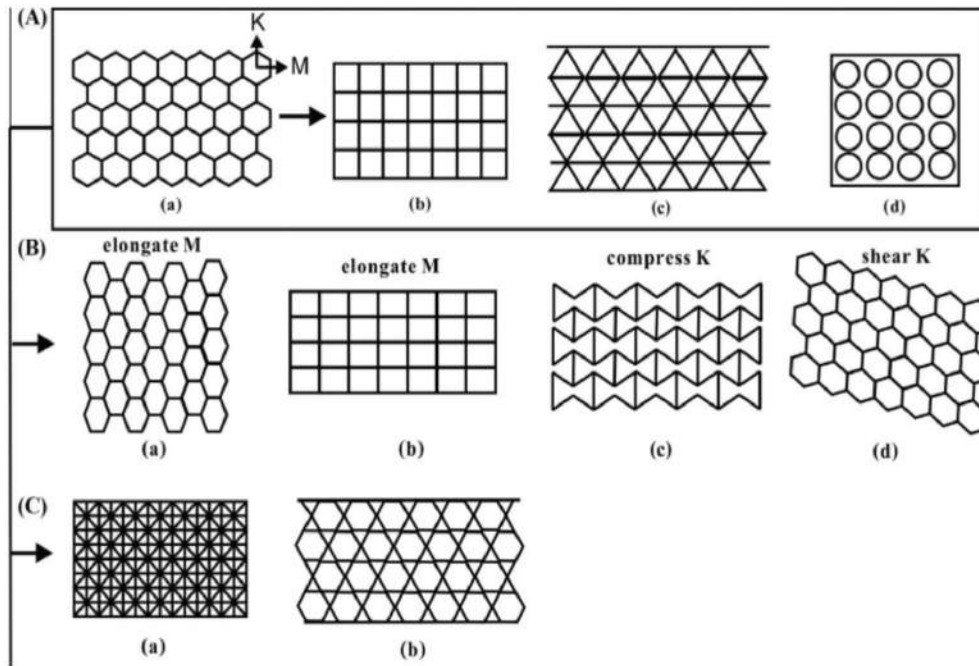 (A)
K
M
(a)
(b)
(c)
(d)
(B)
elongate M
elongate M
compress K
shear K
(a)
(b)
(c)
(d)
(C)
(a)
(b)